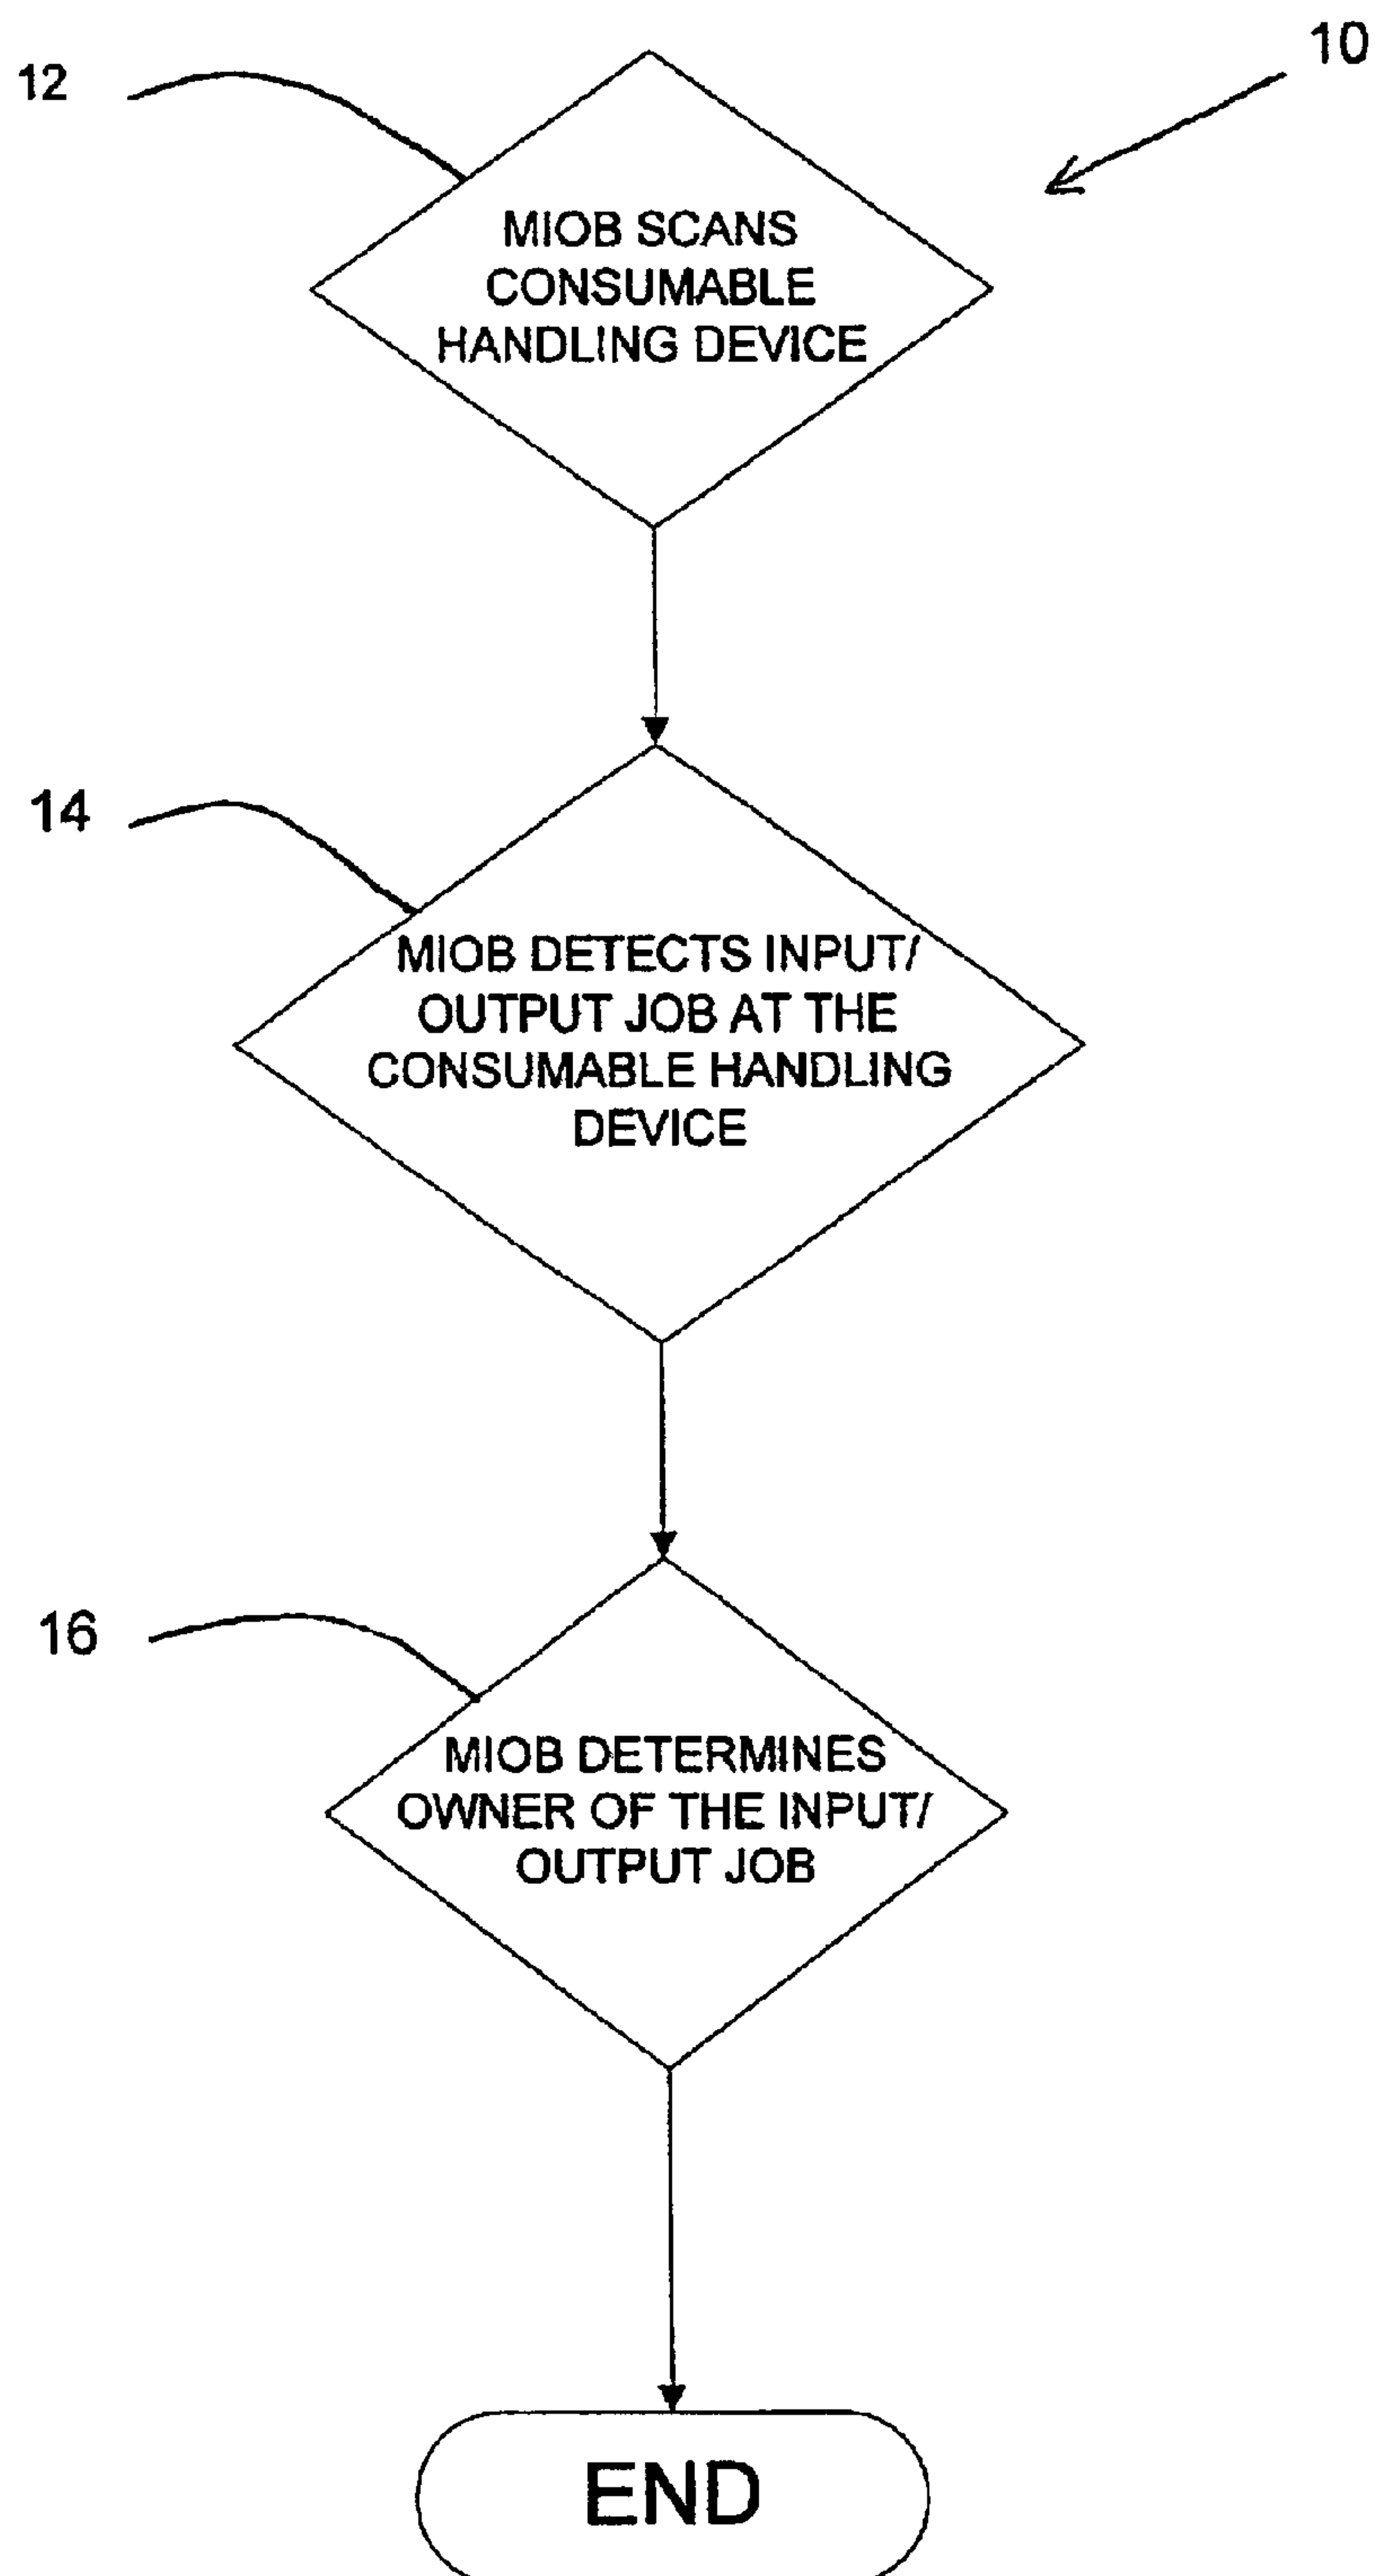 10
12
MIOB SCANS
CONSUMABLE
HANDLING DEVICE
14
MIOB DETECTS INPUT/
OUTPUT JOB AT THE
CONSUMABLE HANDLING
DEVICE
16
MIOB DETERMINES
OWNER OF THE INPUT/
OUTPUT JOB
END